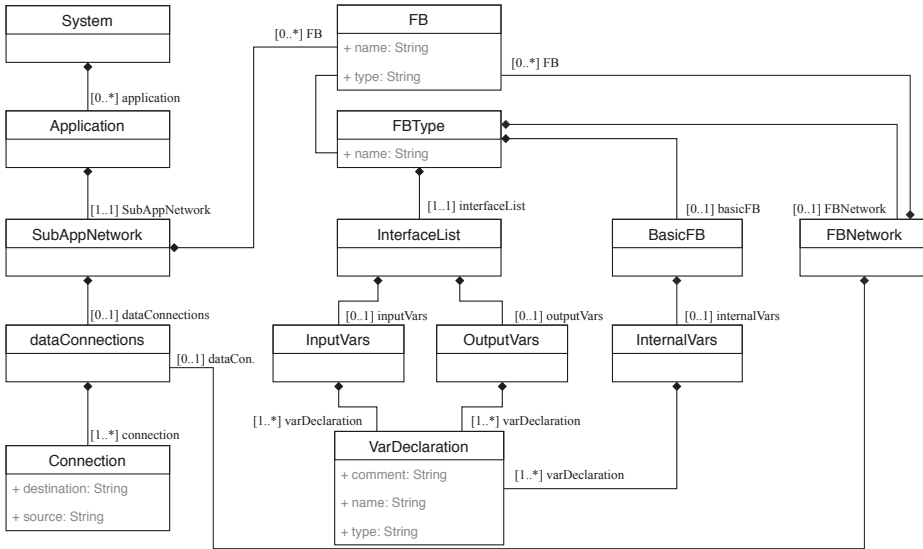 System
FB
[0..*] FB
+ name: String
[0..*] FB
+ type: String
[0..*] application
Application
FBType
+ name: String
[1..1] SubAppNetwork
[1..1] interfaceList
[0..1] basicFB
[0..1] FBNetwork
SubAppNetwork
InterfaceList
BasicFB
FBNetwork
[0..1] dataConnections
[0..1] inputVars
[0..1] outputVars
[0..1] internalVars
dataConnections
InputVars
OutputVars
InternalVars
[0..1] dataCon.
[1..*] connection
[1..*] varDeclaration
[1..*] varDeclaration
Connection
VarDeclaration
+ destination: String
+ source: String
+ comment: String
+ name: String
+ type: String
[1..*] varDeclaration